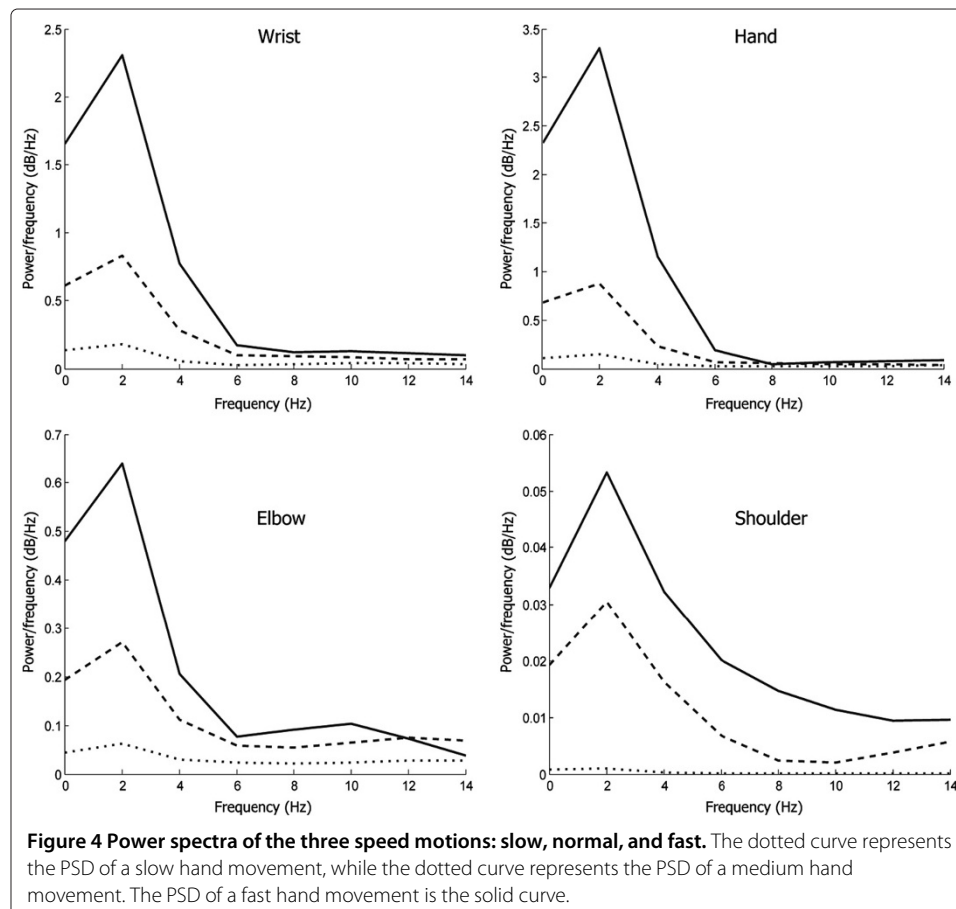 Wrist
Power/frequency (dB/Hz)
2.5
2
1.5
1
0.5
0
0 2 4 6 8 10 12 14
Frequency (Hz)
Hand
Power/frequency (dB/Hz)
3.5
3
2.5
2
1.5
1
0.5
0
0 2 4 6 8 10 12 14
Frequency (Hz)
Elbow
Power/frequency (dB/Hz)
0.7
0.6
0.5
0.4
0.3
0.2
0.1
0
0 2 4 6 8 10 12 14
Frequency (Hz)
Shoulder
Power/frequency (dB/Hz)
0.06
0.05
0.04
0.03
0.02
0.01
0
0 2 4 6 8 10 12 14
Frequency (Hz)
Figure 4 Power spectra of the three speed motions: slow, normal, and fast. The dotted curve represents
the PSD of a slow hand movement, while the dotted curve represents the PSD of a medium hand
movement. The PSD of a fast hand movement is the solid curve.